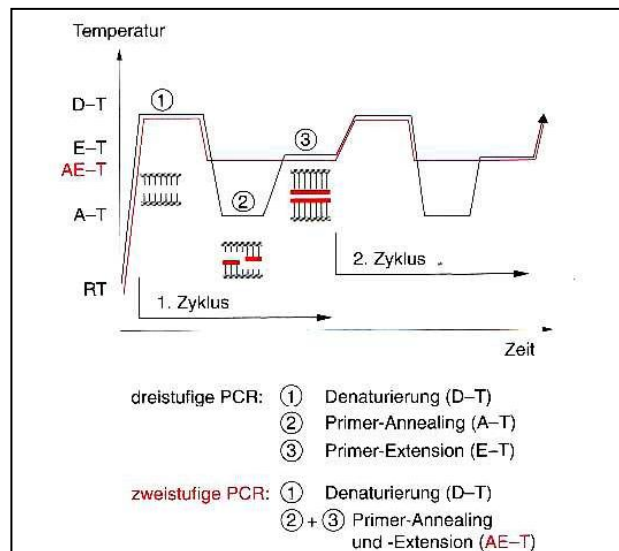 Temperatur
D–T
①
E–T
③
AE–T
A–T
②
RT
1. Zyklus
2. Zyklus
Zeit
dreistufige PCR: ① Denaturierung (D–T)
② Primer-Annealing (A–T)
③ Primer-Extension (E–T)
zweistufige PCR: ① Denaturierung (D–T)
②+③ Primer-Annealing
und -Extension (AE–T)